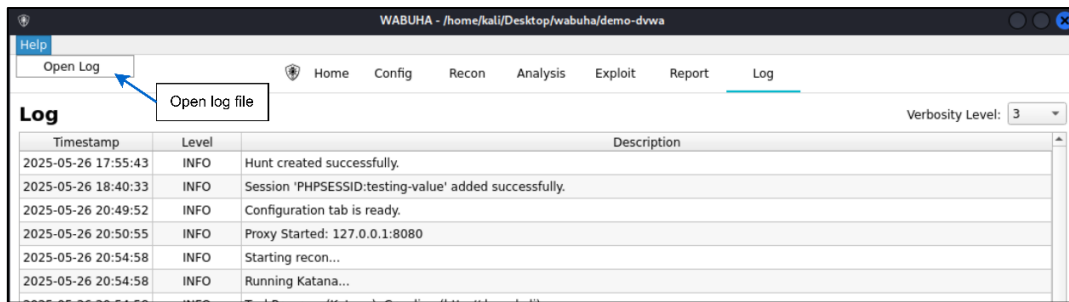 WABUHA - /home/kali/Desktop/wabuha/demo-dvwa
Help
Open Log
Home Config Recon Analysis Exploit Report Log
Open log file
Log
Verbosity Level: 3
Timestamp Level Description
2025-05-26 17:55:43 INFO Hunt created successfully.
2025-05-26 18:40:33 INFO Session 'PHPSESSID:testing-value' added successfully.
2025-05-26 20:49:52 INFO Configuration tab is ready.
2025-05-26 20:50:55 INFO Proxy Started: 127.0.0.1:8080
2025-05-26 20:54:58 INFO Starting recon...
2025-05-26 20:54:58 INFO Running Katana...